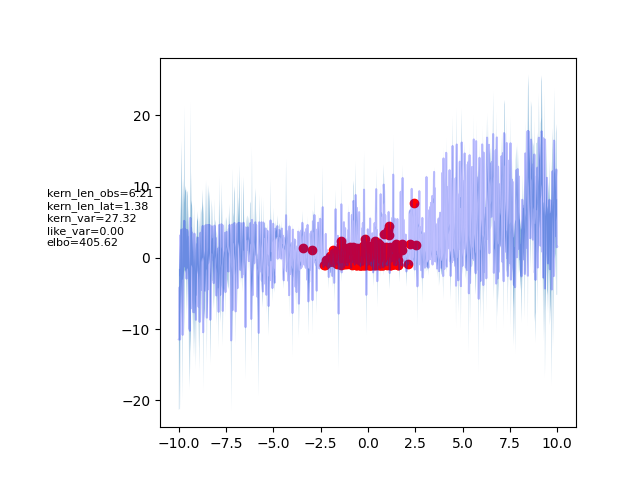 20
10
0
−10
−20
kern_len_obs=6.21
kern_len_lat=1.38
kern_var=27.32
like_var=0.00
elbo=405.62
−10.0 −7.5 −5.0 −2.5 0.0 2.5 5.0 7.5 10.0